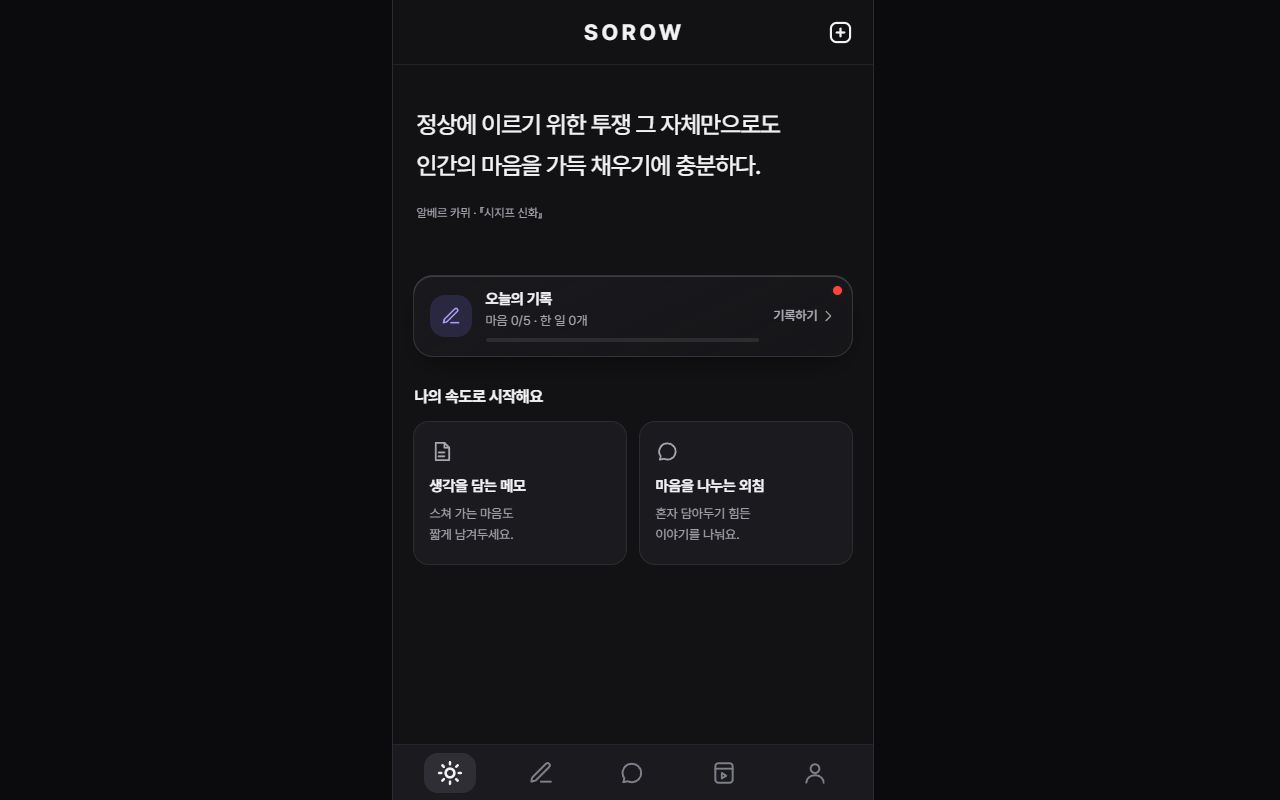 SOROW
정상에 이르기 위한 투쟁 그 자체만으로도
인간의 마음을 가득 채우기에 충분하다.
알베르 카뮈 · 『시지프 신화』
오늘의 기록
마음 0/5 · 한 일 0개
기록하기
나의 속도로 시작해요
생각을 담는 메모
스쳐 가는 마음도
짧게 남겨두세요.
마음을 나누는 외침
혼자 담아두기 힘든
이야기를 나눠요.